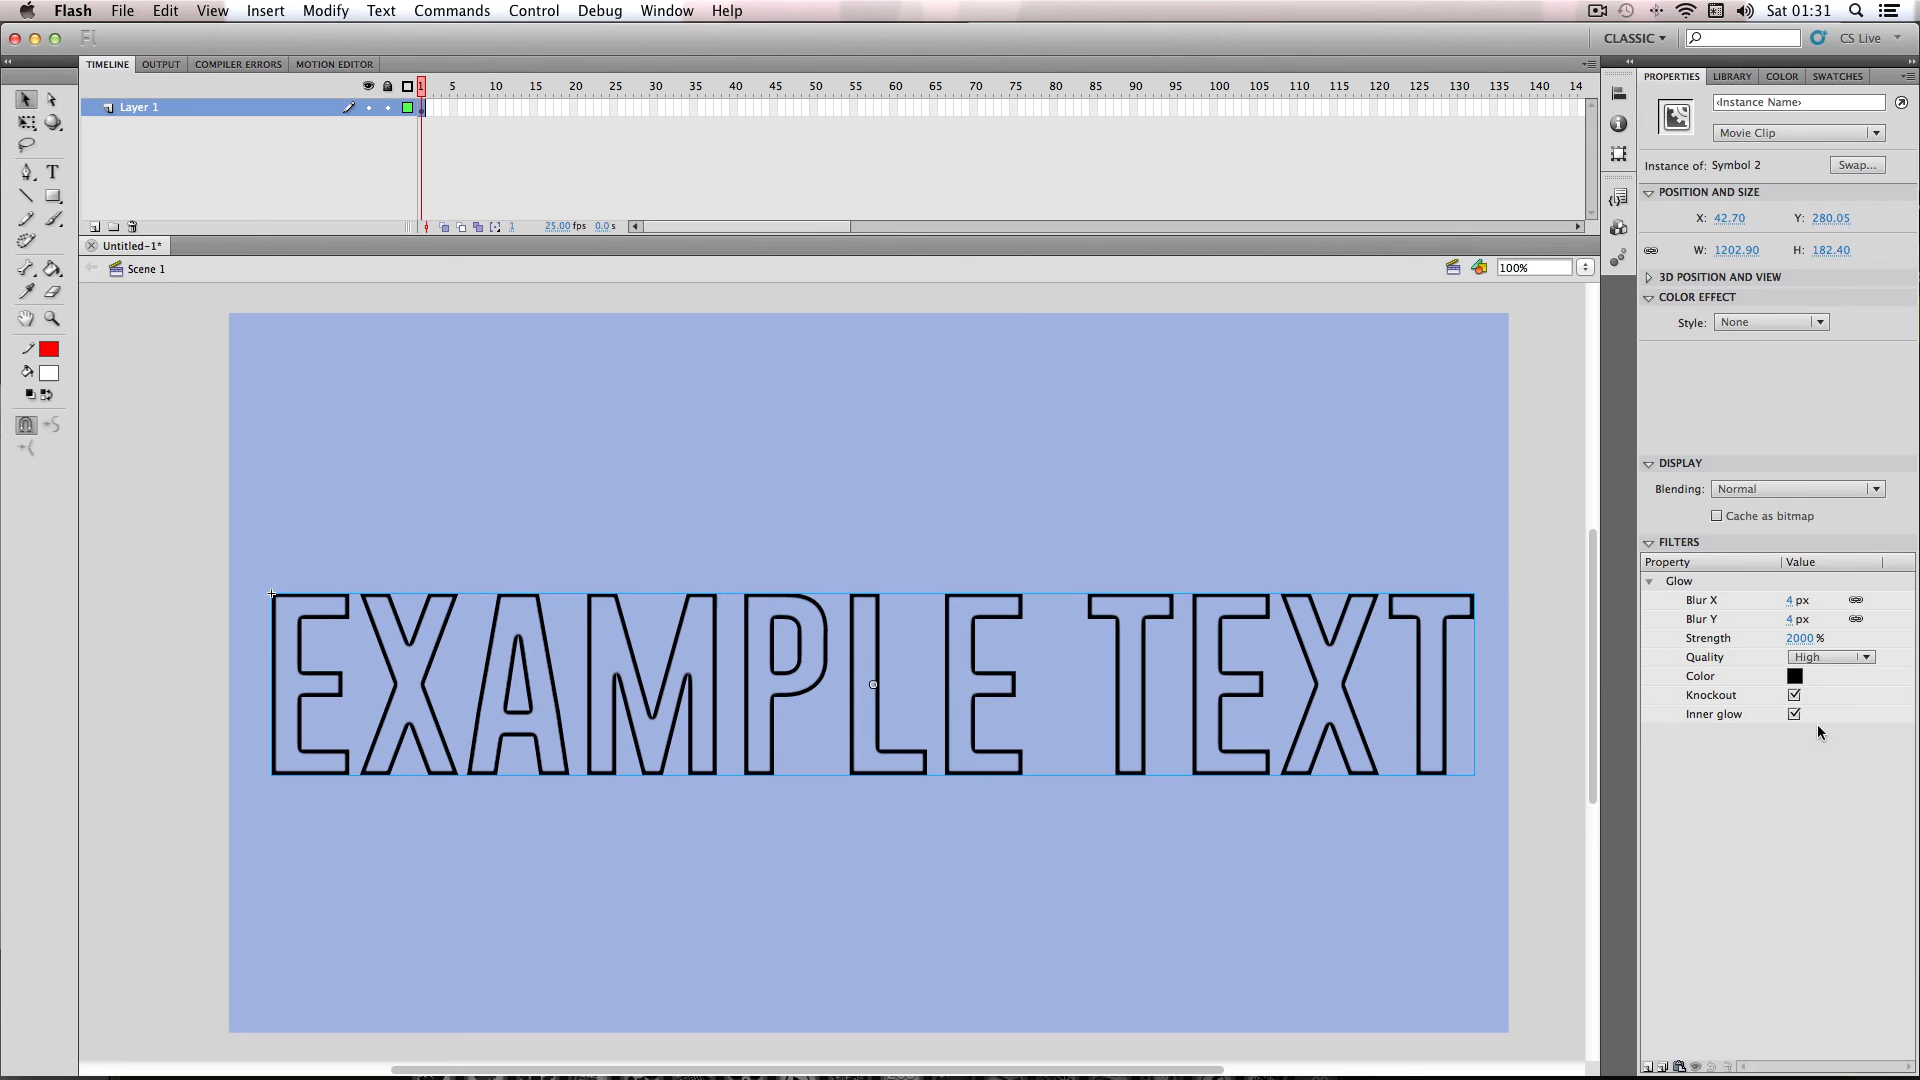 Flash File Edit View Insert Modify Text Commands Control Debug Window Help Sat 01:31
Fl CLASSIC CS Live
TIMELINE OUTPUT COMPILER ERRORS MOTION EDITOR
1 5 10 15 20 25 30 35 40 45 50 55 60 65 70 75 80 85 90 95 100 105 110 115 120 125 130 135 140 14
Layer 1
1 25.00 fps 0.0 s
Untitled-1*
Scene 1
100%
EXAMPLE TEXT
PROPERTIES LIBRARY COLOR SWATCHES
<Instance Name>
Movie Clip
Instance of: Symbol 2 Swap...
POSITION AND SIZE
X: 42.70 Y: 280.05
W: 1202.90 H: 182.40
3D POSITION AND VIEW
COLOR EFFECT
Style: None
DISPLAY
Blending: Normal
Cache as bitmap
FILTERS
Property Value
Glow
Blur X 4 px
Blur Y 4 px
Strength 2000 %
Quality High
Color
Knockout
Inner glow